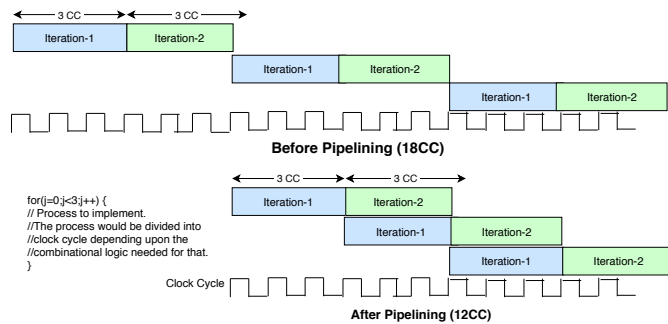 3 CC 3 CC
Iteration-1 Iteration-2
Iteration-1 Iteration-2
Iteration-1 Iteration-2
Before Pipelining (18CC)
3 CC 3 CC
Iteration-1 Iteration-2
Iteration-1 Iteration-2
Iteration-1 Iteration-2
for(j=0;j<3;j++) {
// Process to implement.
//The process would be divided into
//clock cycle depending upon the
//combinational logic needed for that.
}
Clock Cycle
After Pipelining (12CC)